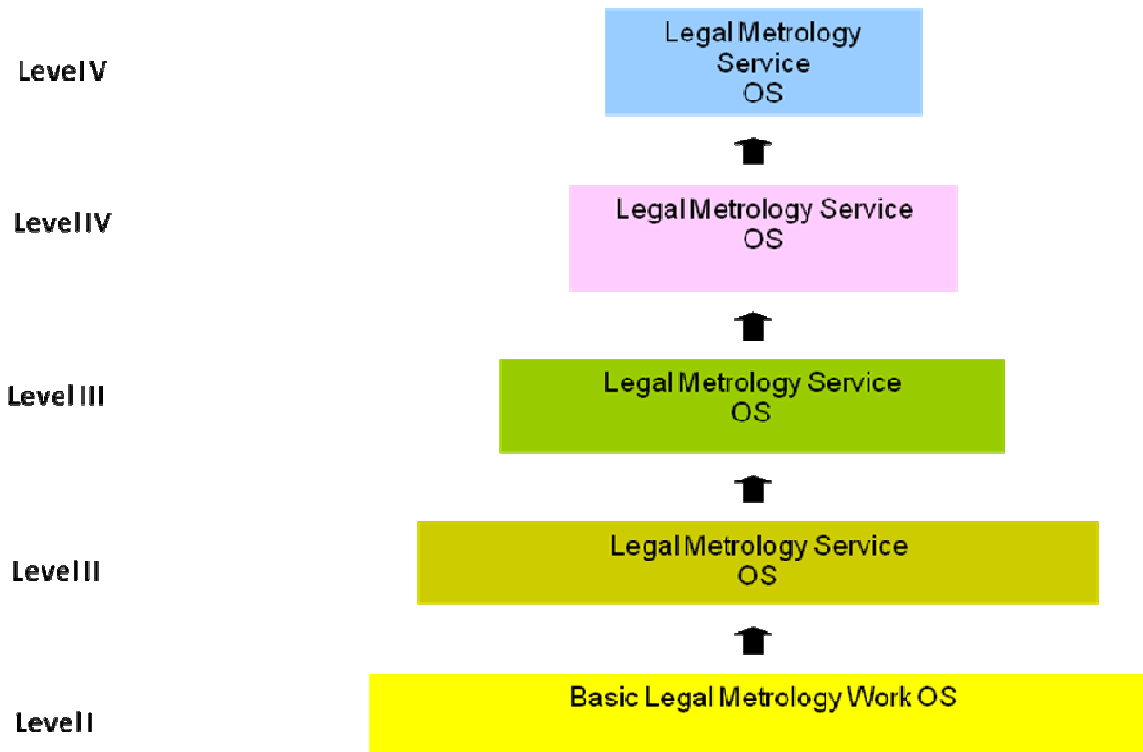 Level V
Legal Metrology
Service
OS
Level IV
Legal Metrology Service
OS
Level III
Legal Metrology Service
OS
Level II
Legal Metrology Service
OS
Level I
Basic Legal Metrology Work OS